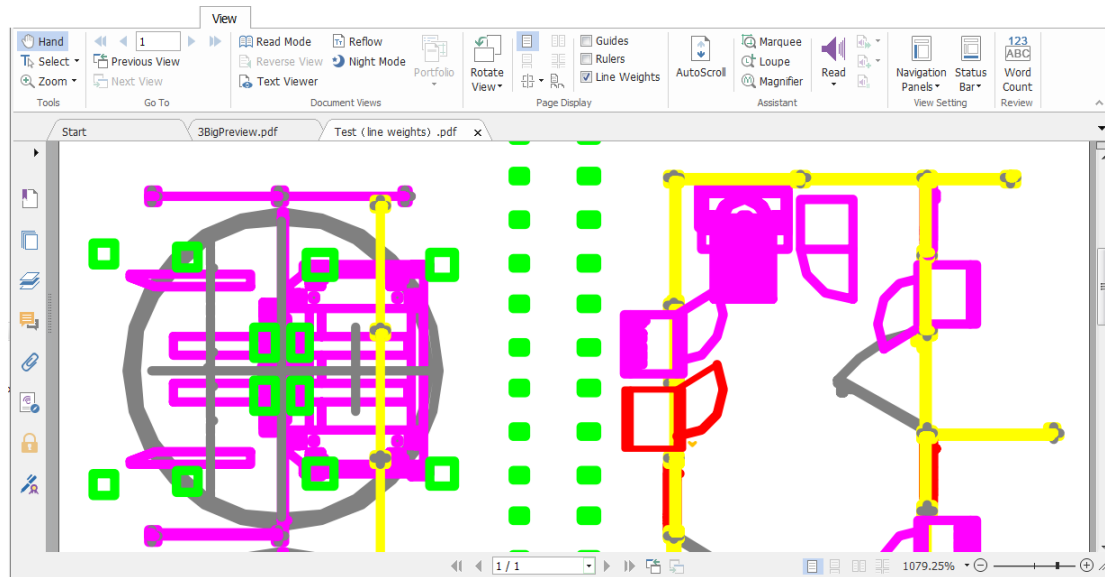 View
Hand
Select
Zoom
Tools
1
Previous View
Next View
Go To
Read Mode
Reverse View
Text Viewer
Reflow
Night Mode
Portfolio
Document Views
Rotate
View
Guides
Rulers
Line Weights
Page Display
AutoScroll
Marquee
Loupe
Magnifier
Read
Assistant
Navigation
Panels
Status
Bar
View Setting
123
ABC
Word
Count
Review
Start
3BigPreview.pdf
Test (line weights) .pdf
1 / 1
1079.25%